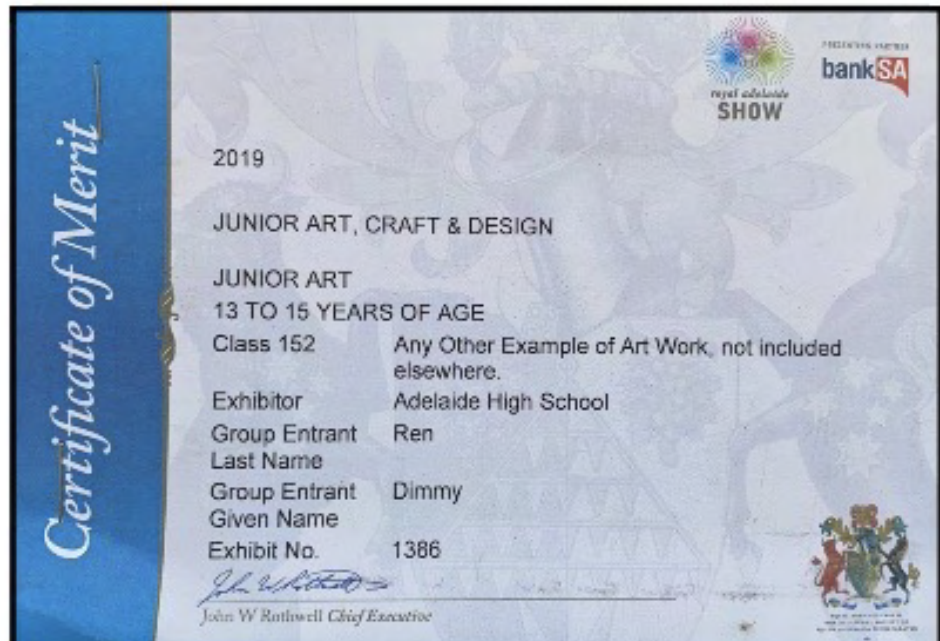 Certificate of Merit
royal adelaide
SHOW
PRESENTING PARTNER
bankSA
2019
JUNIOR ART, CRAFT & DESIGN
JUNIOR ART
13 TO 15 YEARS OF AGE
Class 152 Any Other Example of Art Work, not included
elsewhere.
Exhibitor Adelaide High School
Group Entrant Ren
Last Name
Group Entrant Dimmy
Given Name
Exhibit No. 1386
John W Rothwell Chief Executive